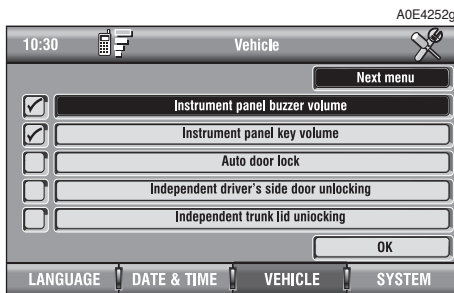 A0E4252g
10:30 Vehicle
Next menu
Instrument panel buzzer volume
Instrument panel key volume
Auto door lock
Independent driver's side door unlocking
Independent trunk lid uniocking
OK
LANGUAGE DATE & TIME VEHICLE SYSTEM